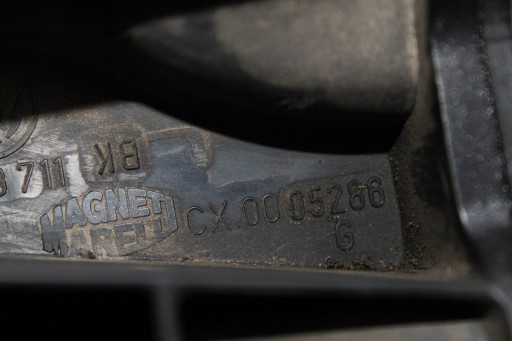 711 BK
MAGNETI
MARELLI
CX.00 05266
G